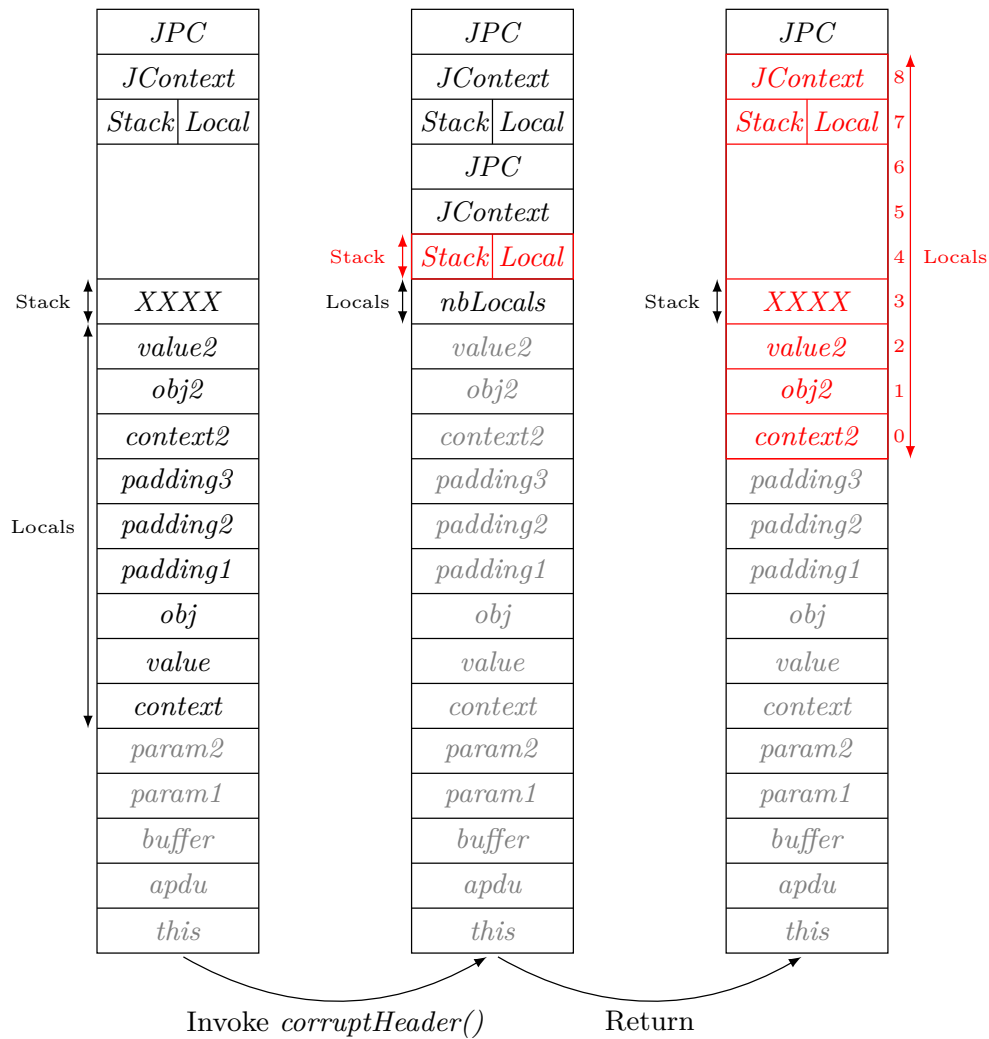 JPC
JContext
Stack Local
Stack
XXXX
value2
obj2
context2
padding3
Locals
padding2
padding1
obj
value
context
param2
param1
buffer
apdu
this
JPC
JContext
Stack Local
JPC
JContext
Stack
Stack Local
Locals
nbLocals
value2
obj2
context2
padding3
padding2
padding1
obj
value
context
param2
param1
buffer
apdu
this
JPC
JContext 8
Stack Local 7
6
5
4 Locals
Stack
XXXX 3
value2 2
obj2 1
context2 0
padding3
padding2
padding1
obj
value
context
param2
param1
buffer
apdu
this
Invoke corruptHeader()
Return